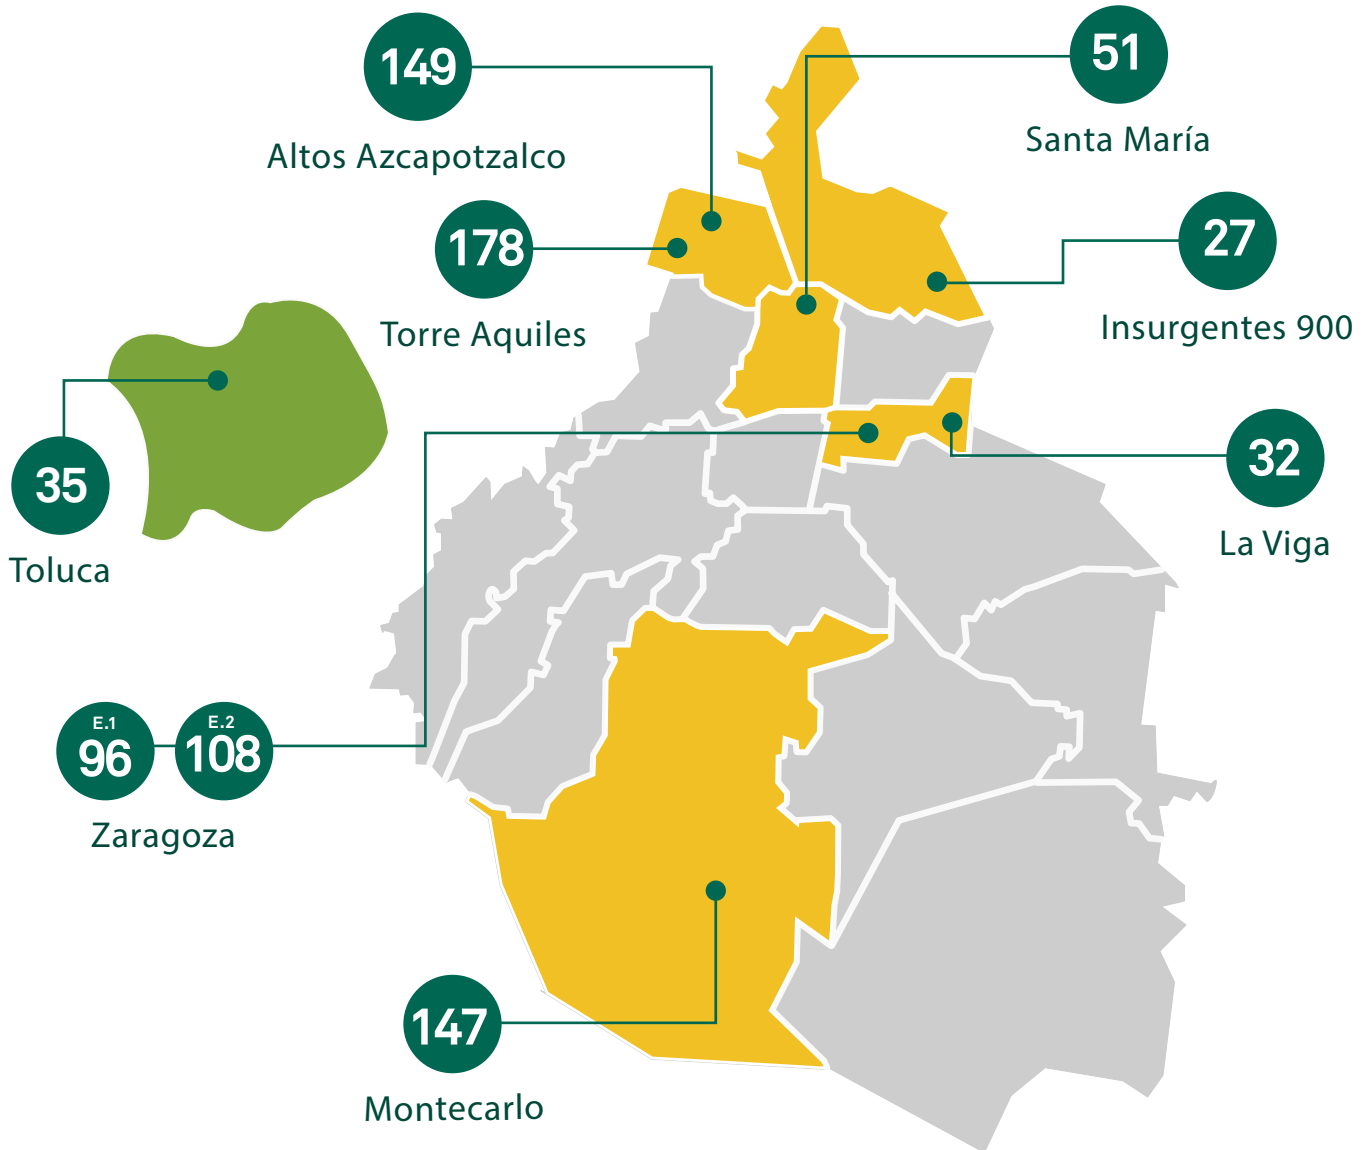 149
Altos Azcapotzalco
51
Santa María
178
Torre Aquiles
27
Insurgentes 900
35
Toluca
32
La Viga
E.1
96
E.2
108
Zaragoza
147
Montecarlo